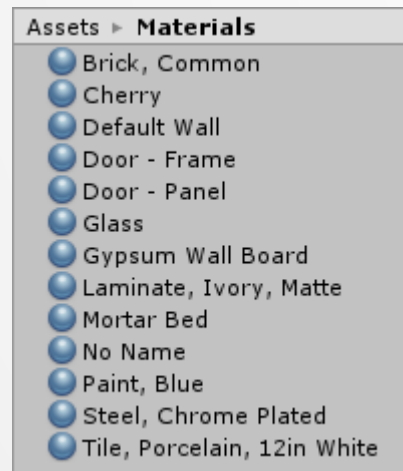 Assets ▸ Materials
Brick, Common
Cherry
Default Wall
Door - Frame
Door - Panel
Glass
Gypsum Wall Board
Laminate, Ivory, Matte
Mortar Bed
No Name
Paint, Blue
Steel, Chrome Plated
Tile, Porcelain, 12in White